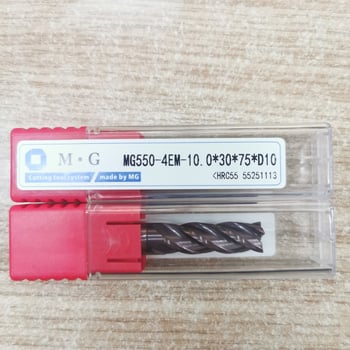 M·G
MG550-4EM-10.0*30*75*D10
Cutting tool system / made by MG
<HRC55 55251113